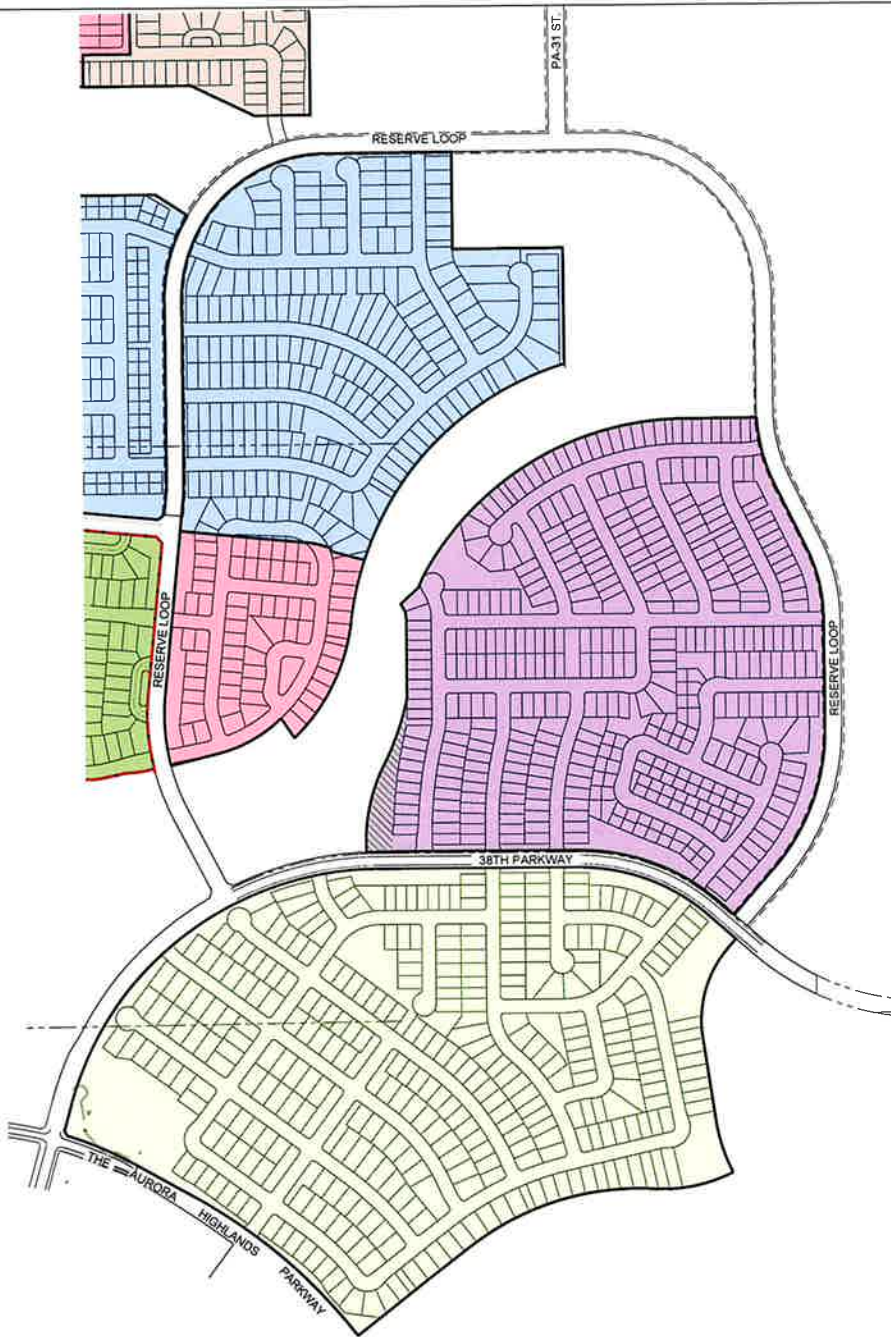 PA-31 ST.
RESERVE LOOP
RESERVE LOOP
RESERVE LOOP
38TH PARKWAY
THE AURORA HIGHLANDS PARKWAY